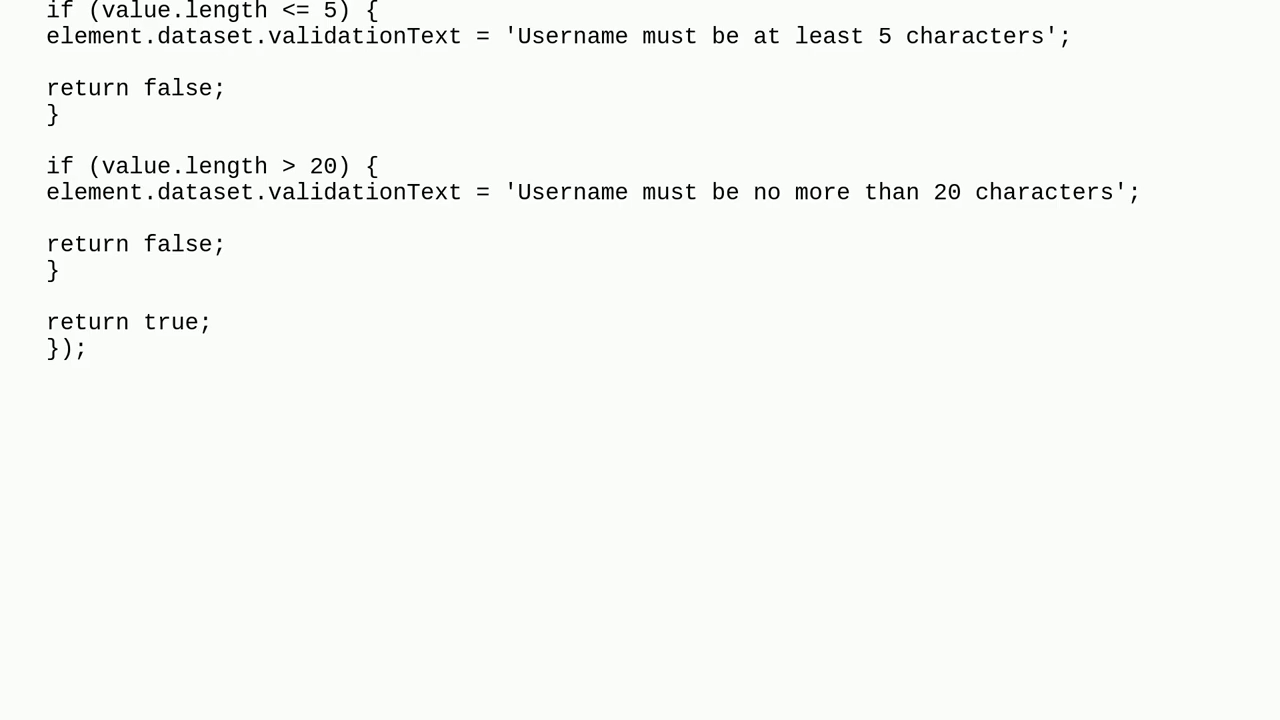 if (value.length <= 5) {
element.dataset.validationText = 'Username must be at least 5 characters';
return false;
}
if (value.length > 20) {
element.dataset.validationText = 'Username must be no more than 20 characters';
return false;
}
return true;
});